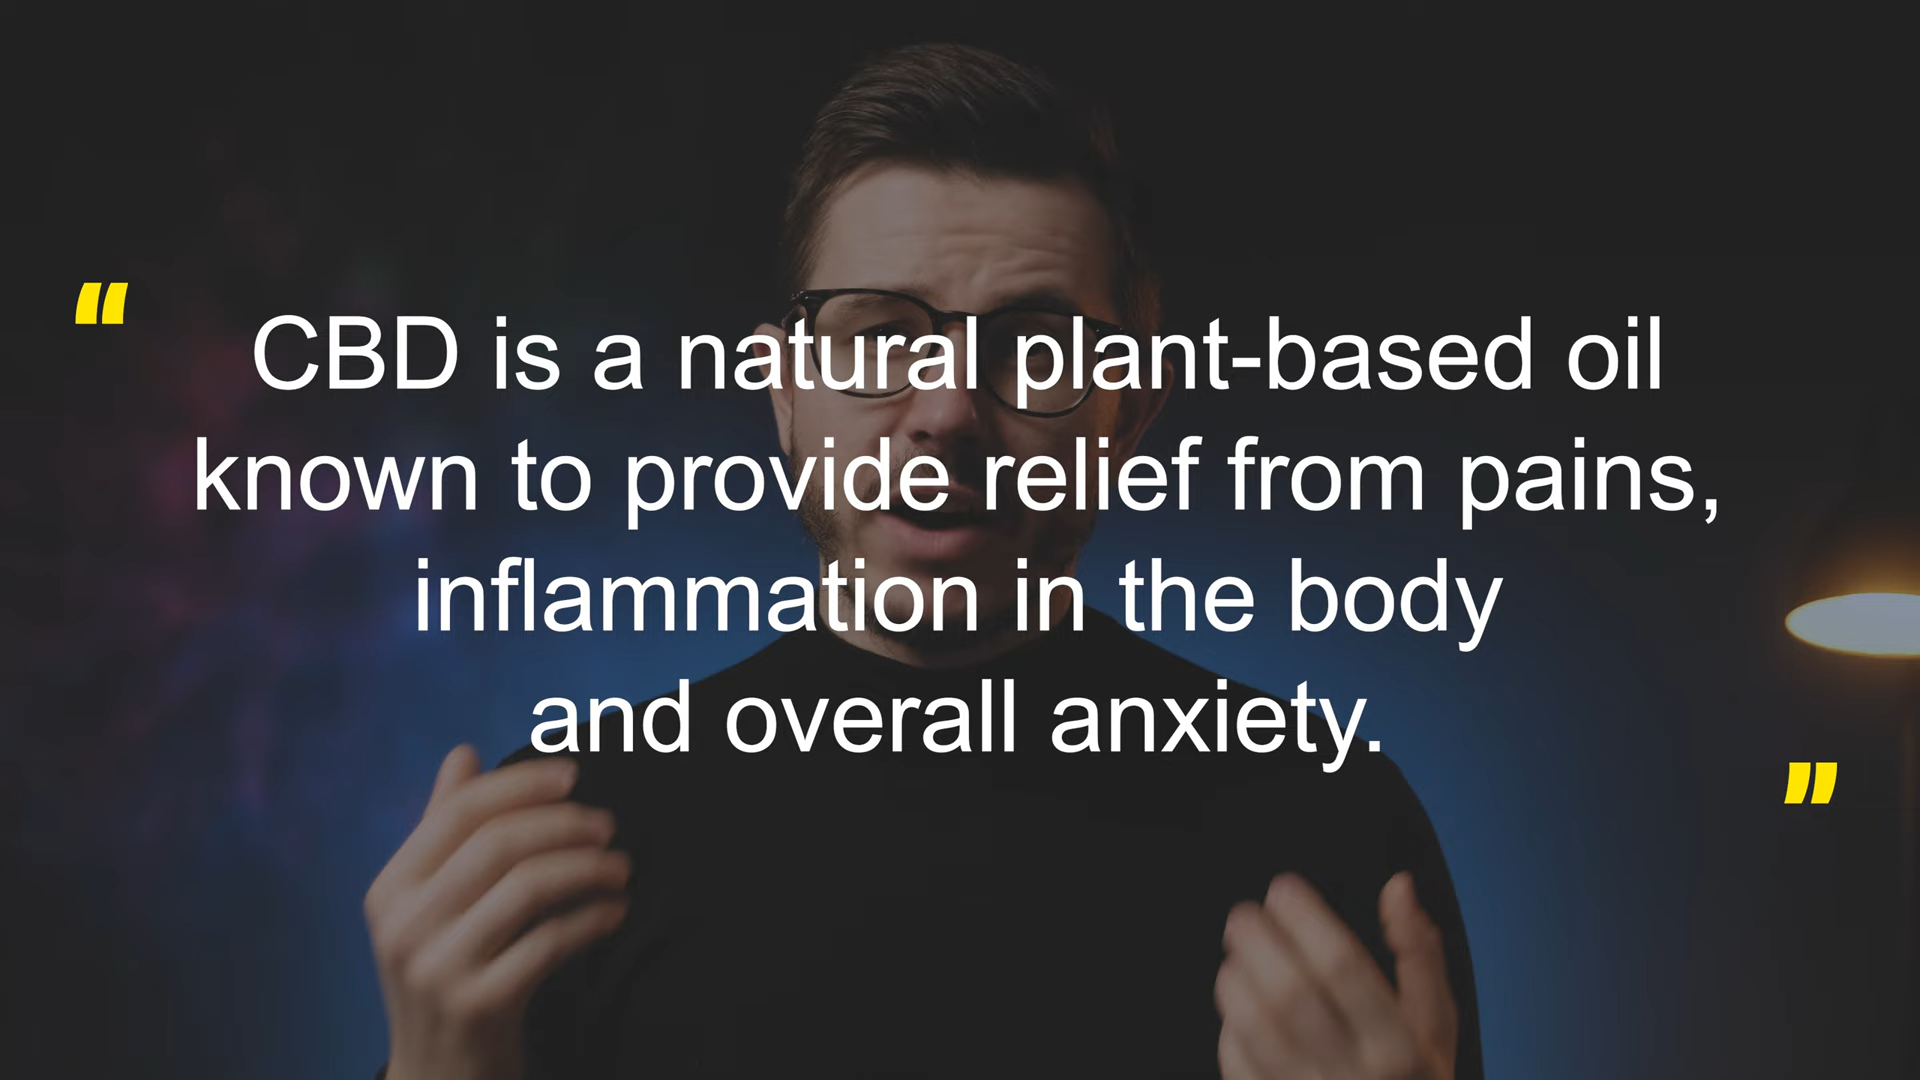 “
CBD is a natural plant-based oil
known to provide relief from pains,
inflammation in the body
and overall anxiety.
”